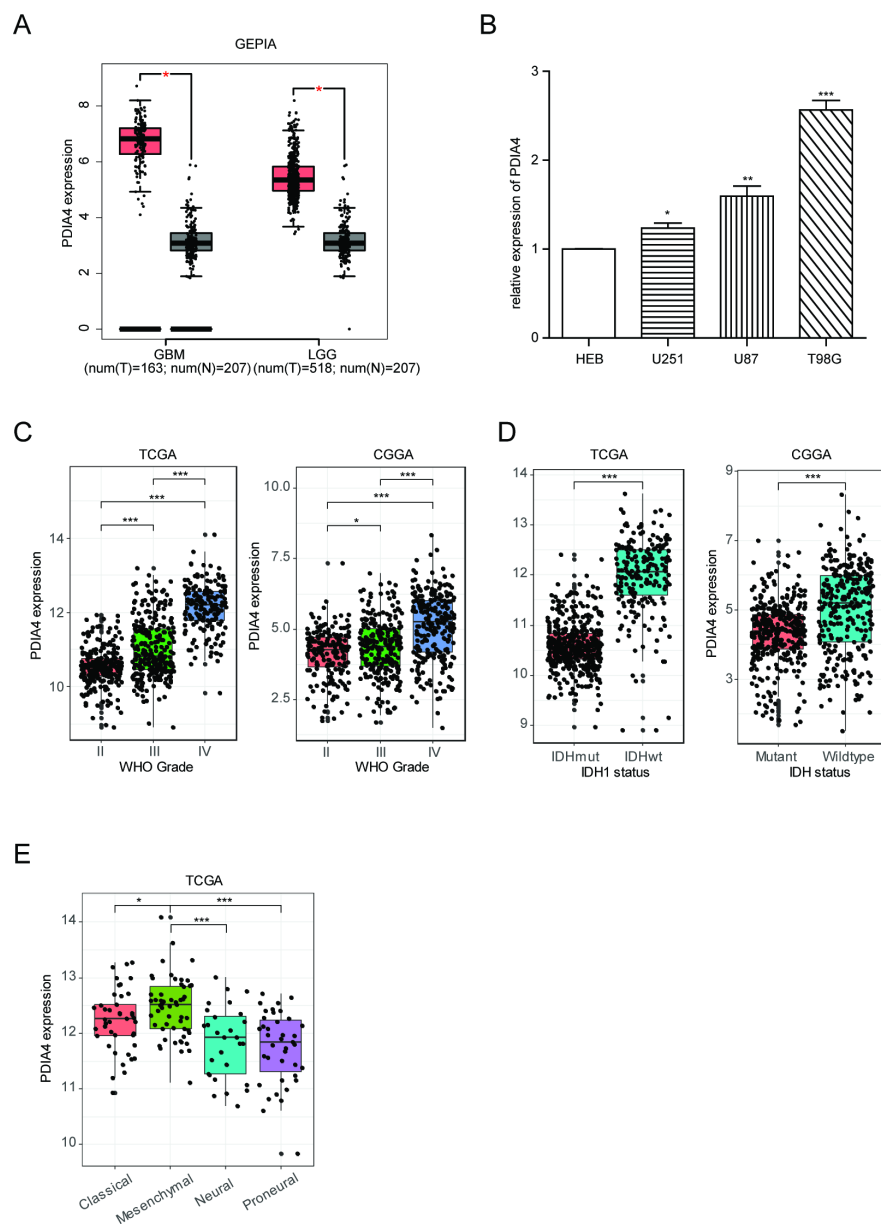 A
GEPIA
PDIA4 expression
8
6
4
2
0
*
*
GBM
LGG
(num(T)=163; num(N)=207)
(num(T)=518; num(N)=207)
B
relative expression of PDIA4
3
2
1
0
*
**
***
HEB
U251
U87
T98G
C
TCGA
PDIA4 expression
14
12
10
***
***
***
II
III
IV
WHO Grade
CGGA
PDIA4 expression
10.0
7.5
5.0
2.5
***
***
*
II
III
IV
WHO Grade
D
TCGA
PDIA4 expression
14
13
12
11
10
9
***
IDHmut
IDHwt
IDH1 status
CGGA
PDIA4 expression
9
7
5
3
***
Mutant
Wildtype
IDH status
E
TCGA
PDIA4 expression
14
13
12
11
10
*
***
***
Classical
Mesenchymal
Neural
Proneural